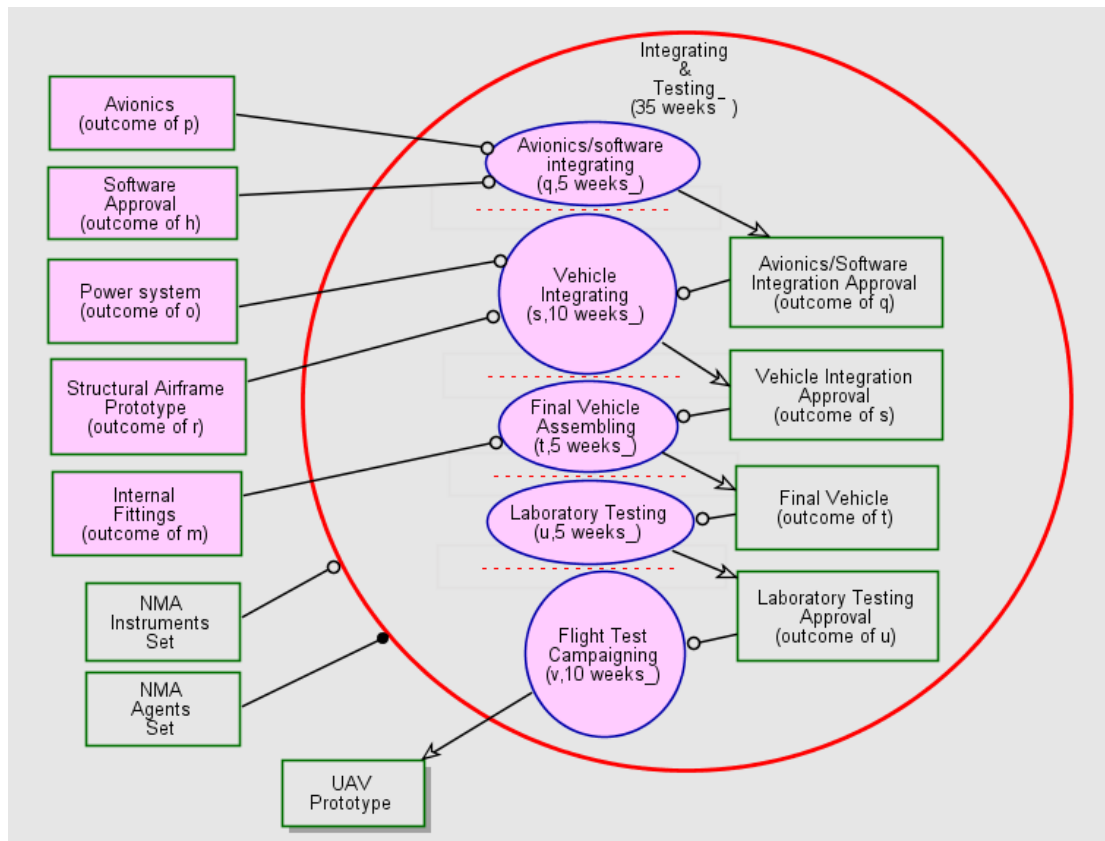 Integrating
&
Testing_
(35 weeks_ )
Avionics
(outcome of p)
Software
Approval
(outcome of h)
Power system
(outcome of o)
Structural Airframe
Prototype
(outcome of r)
Internal
Fittings
(outcome of m)
NMA
Instruments
Set
NMA
Agents
Set
Avionics/software
integrating
(q,5 weeks_)
Vehicle
Integrating
(s,10 weeks_)
Final Vehicle
Assembling
(t,5 weeks_)
Laboratory Testing
(u,5 weeks_)
Flight Test
Campaigning
(v,10 weeks_)
Avionics/Software
Integration Approval
(outcome of q)
Vehicle Integration
Approval
(outcome of s)
Final Vehicle
(outcome of t)
Laboratory Testing
Approval
(outcome of u)
UAV
Prototype